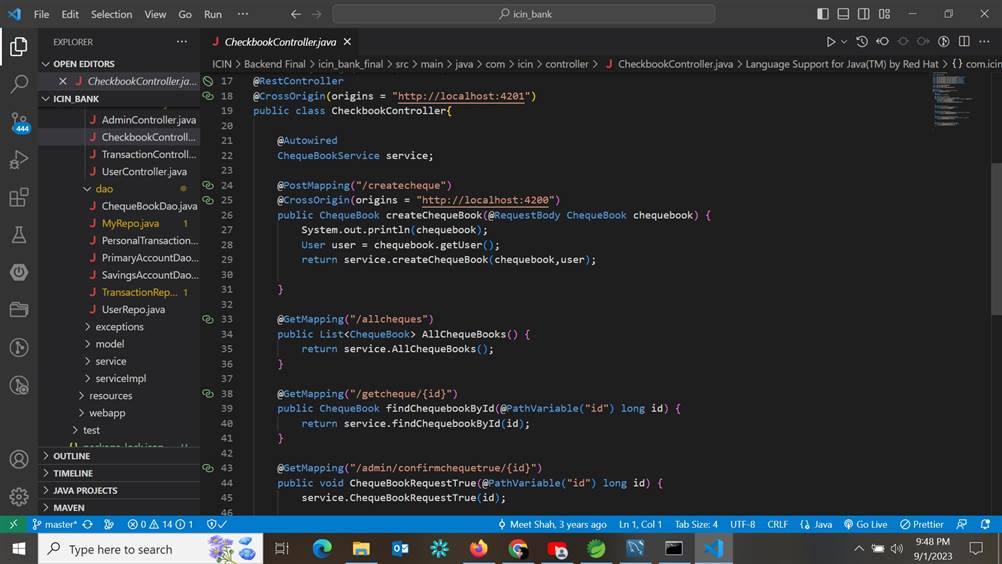 File Edit Selection View Go Run ···
icin_bank
EXPLORER ···
OPEN EDITORS
CheckbookController.ja...
ICIN_BANK
AdminController.java
CheckbookControll...
TransactionControll...
UserController.java
dao
ChequeBookDao.java
MyRepo.java 1
PersonalTransaction...
PrimaryAccountDao...
SavingsAccountDao...
TransactionRep... 1
UserRepo.java
exceptions
model
service
serviceImpl
resources
webapp
test
OUTLINE
TIMELINE
JAVA PROJECTS
MAVEN
444
CheckbookController.java
ICIN > Backend Final > icin_bank_final > src > main > java > com > icin > controller > CheckbookController.java > Language Support for Java(TM) by Red Hat > {} com.icin
17 @RestController
18 @CrossOrigin(origins = "http://localhost:4201")
19 public class CheckbookController{
20
21 @Autowired
22 ChequeBookService service;
23
24 @PostMapping("/createcheque")
25 @CrossOrigin(origins = "http://localhost:4200")
26 public ChequeBook createChequeBook(@RequestBody ChequeBook chequebook) {
27 System.out.println(chequebook);
28 User user = chequebook.getUser();
29 return service.createChequeBook(chequebook,user);
30
31 }
32
33 @GetMapping("/allcheques")
34 public List<ChequeBook> AllChequeBooks() {
35 return service.AllChequeBooks();
36 }
37
38 @GetMapping("/getcheque/{id}")
39 public ChequeBook findChequebookById(@PathVariable("id") long id) {
40 return service.findChequebookById(id);
41 }
42
43 @GetMapping("/admin/confirmchequetrue/{id}")
44 public void ChequeBookRequestTrue(@PathVariable("id") long id) {
45 service.ChequeBookRequestTrue(id);
46
master* 0 14 1 Meet Shah, 3 years ago Ln 1, Col 1 Tab Size: 4 UTF-8 CRLF {} Java Go Live Prettier
Type here to search
9:48 PM
9/1/2023